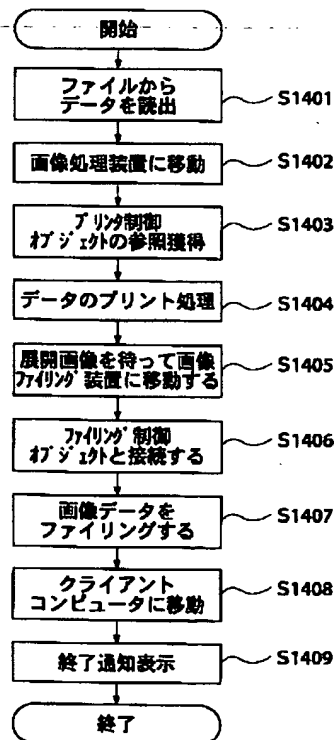 開始
ファイルから
データを読出
S1401
画像処理装置に移動
S1402
プリンタ制御
オブジェクトの参照獲得
S1403
データのプリント処理
S1404
展開画像を待って画像
ファイリング装置に移動する
S1405
ファイリング制御
オブジェクトと接続する
S1406
画像データを
ファイリングする
S1407
クライアント
コンピュータに移動
S1408
終了通知表示
S1409
終了